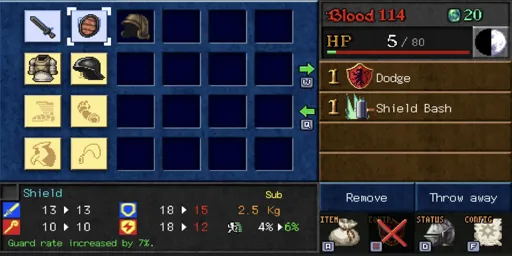 Blood 114
20
HP 5 / 80
1 Dodge
1 Shield Bash
Remove
Throw away
Shield
Sub
13 ▸ 13
18 ▸ 15
2.5 Kg
10 ▸ 10
18 ▸ 12
4% ▸ 6%
Guard rate increased by 7%.
ITEM
EQUIP
STATUS
CONFIG
A
D
F
Q